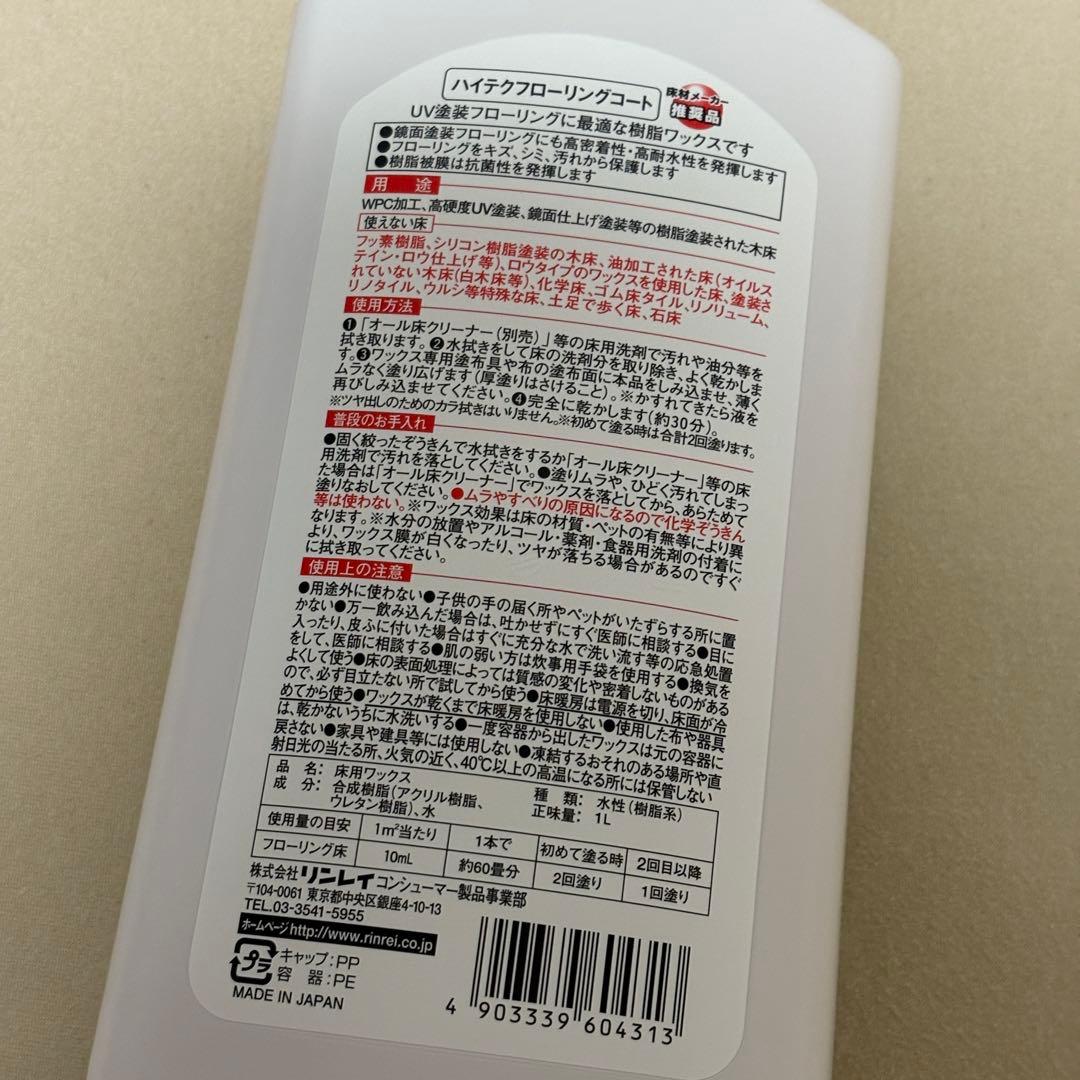 ハイテクフローリングコート
床材メーカー
推奨品
UV塗装フローリングに最適な樹脂ワックスです
●鏡面塗装フローリングにも高密着性・高耐水性を発揮します
●フローリングをキズ、シミ、汚れから保護します
●樹脂被膜は抗菌性を発揮します
用 途
WPC加工、高硬度UV塗装、鏡面仕上げ塗装等の樹脂塗装された木床
使えない床
フッ素樹脂、シリコン樹脂塗装の木床、油加工された床(オイルス
テイン・ロウ仕上げ等)、ロウタイプのワックスを使用した床、塗装さ
れていない木床(白木床等)、化学床、ゴム床タイル、リノリューム、
リノタイル、ウルシ等特殊な床、土足で歩く床、石床
使用方法
❶「オール床クリーナー(別売)」等の床用洗剤で汚れや油分等を
拭き取ります。❷水拭きをして床の洗剤分を取り除き、よく乾かしま
す。❸ワックス専用塗布具や布の塗布面に本品をしみ込ませ、薄く
ムラなく塗り広げます(厚塗りはさけること)。※かすれてきたら液を
再びしみ込ませてください。❹完全に乾かします(約30分)。
※ツヤ出しのためのカラ拭きはいりません。※初めて塗る時は合計2回塗ります。
普段のお手入れ
●固く絞ったぞうきんで水拭きをするか「オール床クリーナー」等の床
用洗剤で汚れを落としてください。●塗りムラや、ひどく汚れてしまっ
た場合は「オール床クリーナー」でワックスを落としてから、あらためて
塗りなおしてください。●ムラやすべりの原因になるので化学ぞうきん
等は使わない。※ワックス効果は床の材質・ペットの有無等により異
なります。※水分の放置やアルコール・薬剤・食器用洗剤の付着に
より、ワックス膜が白くなったり、ツヤが落ちる場合があるのですぐ
に拭き取ってください。
使用上の注意
●用途外に使わない●子供の手の届く所やペットがいたずらする所に置
かない●万一飲み込んだ場合は、吐かせずにすぐ医師に相談する●目に
入ったり、皮ふに付いた場合はすぐに充分な水で洗い流す等の応急処置
をして、医師に相談する●肌の弱い方は炊事用手袋を使用する●換気を
よくして使う●床の表面処理によっては質感の変化や密着しないものがある
ので、必ず目立たない所で試してから使う●床暖房は電源を切り、床面が冷
めてから使う●ワックスが乾くまで床暖房を使用しない●使用した布や器具
は、乾かないうちに水洗いする●一度容器から出したワックスは元の容器に
戻さない●家具や建具等には使用しない●凍結するおそれのある場所や直
射日光の当たる所、火気の近く、40℃以上の高温になる所には保管しない
品 名: 床用ワックス 種 類: 水性(樹脂系)
成 分: 合成樹脂(アクリル樹脂、 正味量: 1L
ウレタン樹脂)、水
使用量の目安 1㎡当たり 1本で 初めて塗る時 2回目以降
フローリング床 10mL 約60畳分 2回塗り 1回塗り
株式会社リンレイ コンシューマー製品事業部
〒104-0061 東京都中央区銀座4-10-13
TEL.03-3541-5955
ホームページ http://www.rinrei.co.jp
プラ キャップ:PP
容 器:PE
MADE IN JAPAN
4 903339 604313